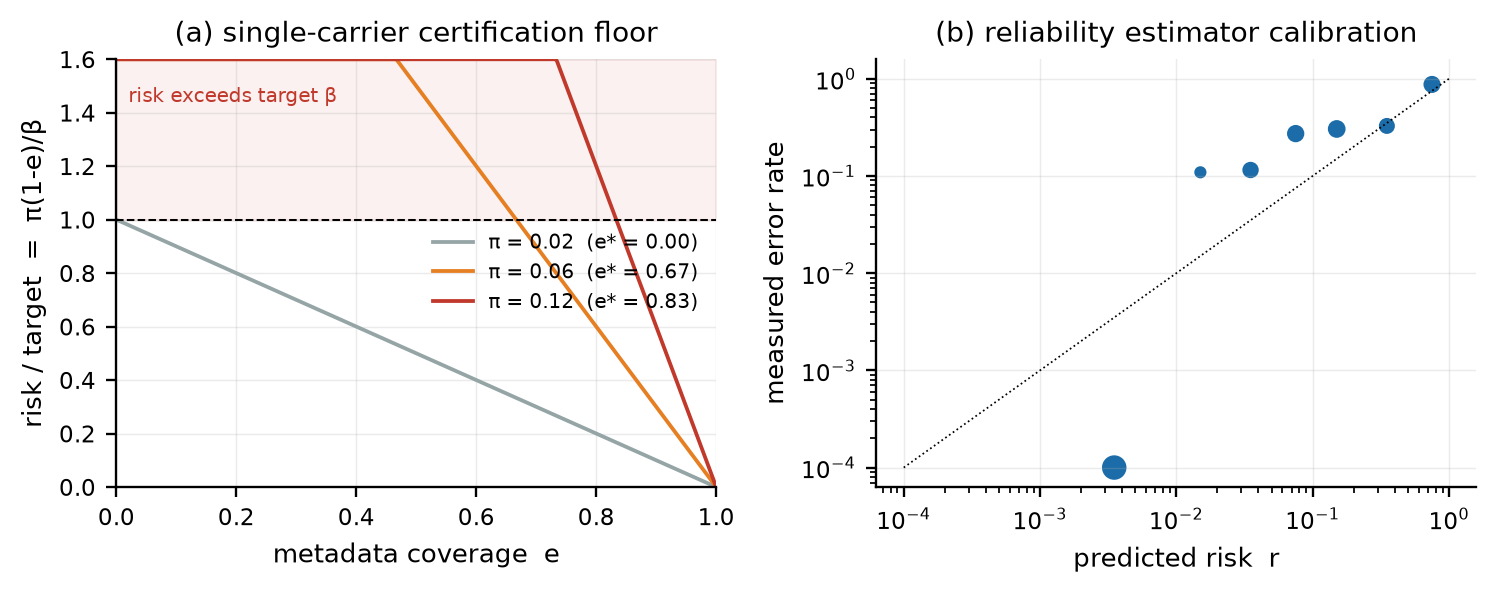 (a) single-carrier certification floor
risk / target = π(1-e)/β
1.6
1.4
1.2
1.0
0.8
0.6
0.4
0.2
0.0
risk exceeds target β
π = 0.02 (e* = 0.00)
π = 0.06 (e* = 0.67)
π = 0.12 (e* = 0.83)
0.0 0.2 0.4 0.6 0.8 1.0
metadata coverage e
(b) reliability estimator calibration
measured error rate
10⁰
10⁻¹
10⁻²
10⁻³
10⁻⁴
10⁻⁴ 10⁻³ 10⁻² 10⁻¹ 10⁰
predicted risk r